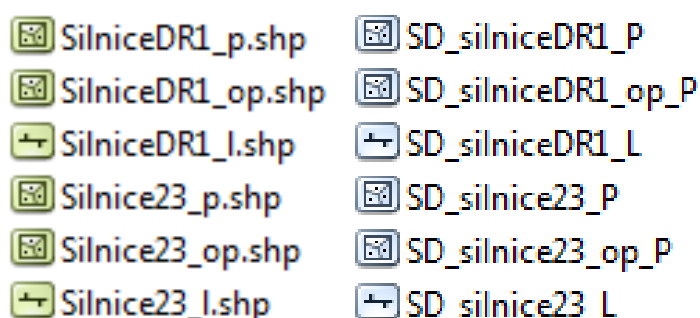 SilniceDR1_p.shp SD_silniceDR1_P
SilniceDR1_op.shp SD_silniceDR1_op_P
SilniceDR1_l.shp SD_silniceDR1_L
Silnice23_p.shp SD_silnice23_P
Silnice23_op.shp SD_silnice23_op_P
Silnice23_l.shp SD_silnice23_L